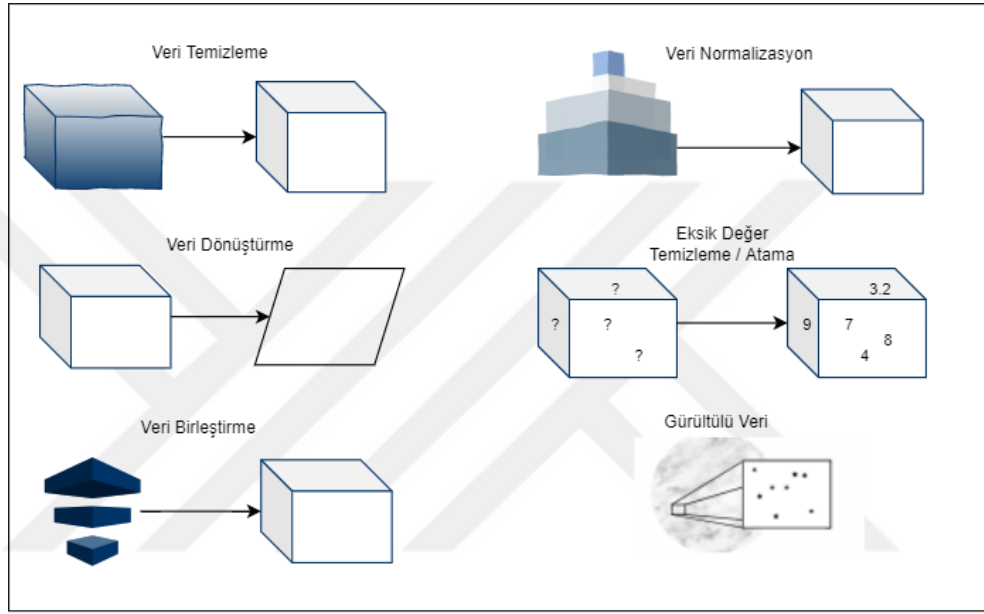 Veri Temizleme
Veri Normalizasyon
Veri Dönüştürme
Eksik Değer
Temizleme / Atama
?
?
?
?
3.2
9
7
8
4
Veri Birleştirme
Gürültülü Veri